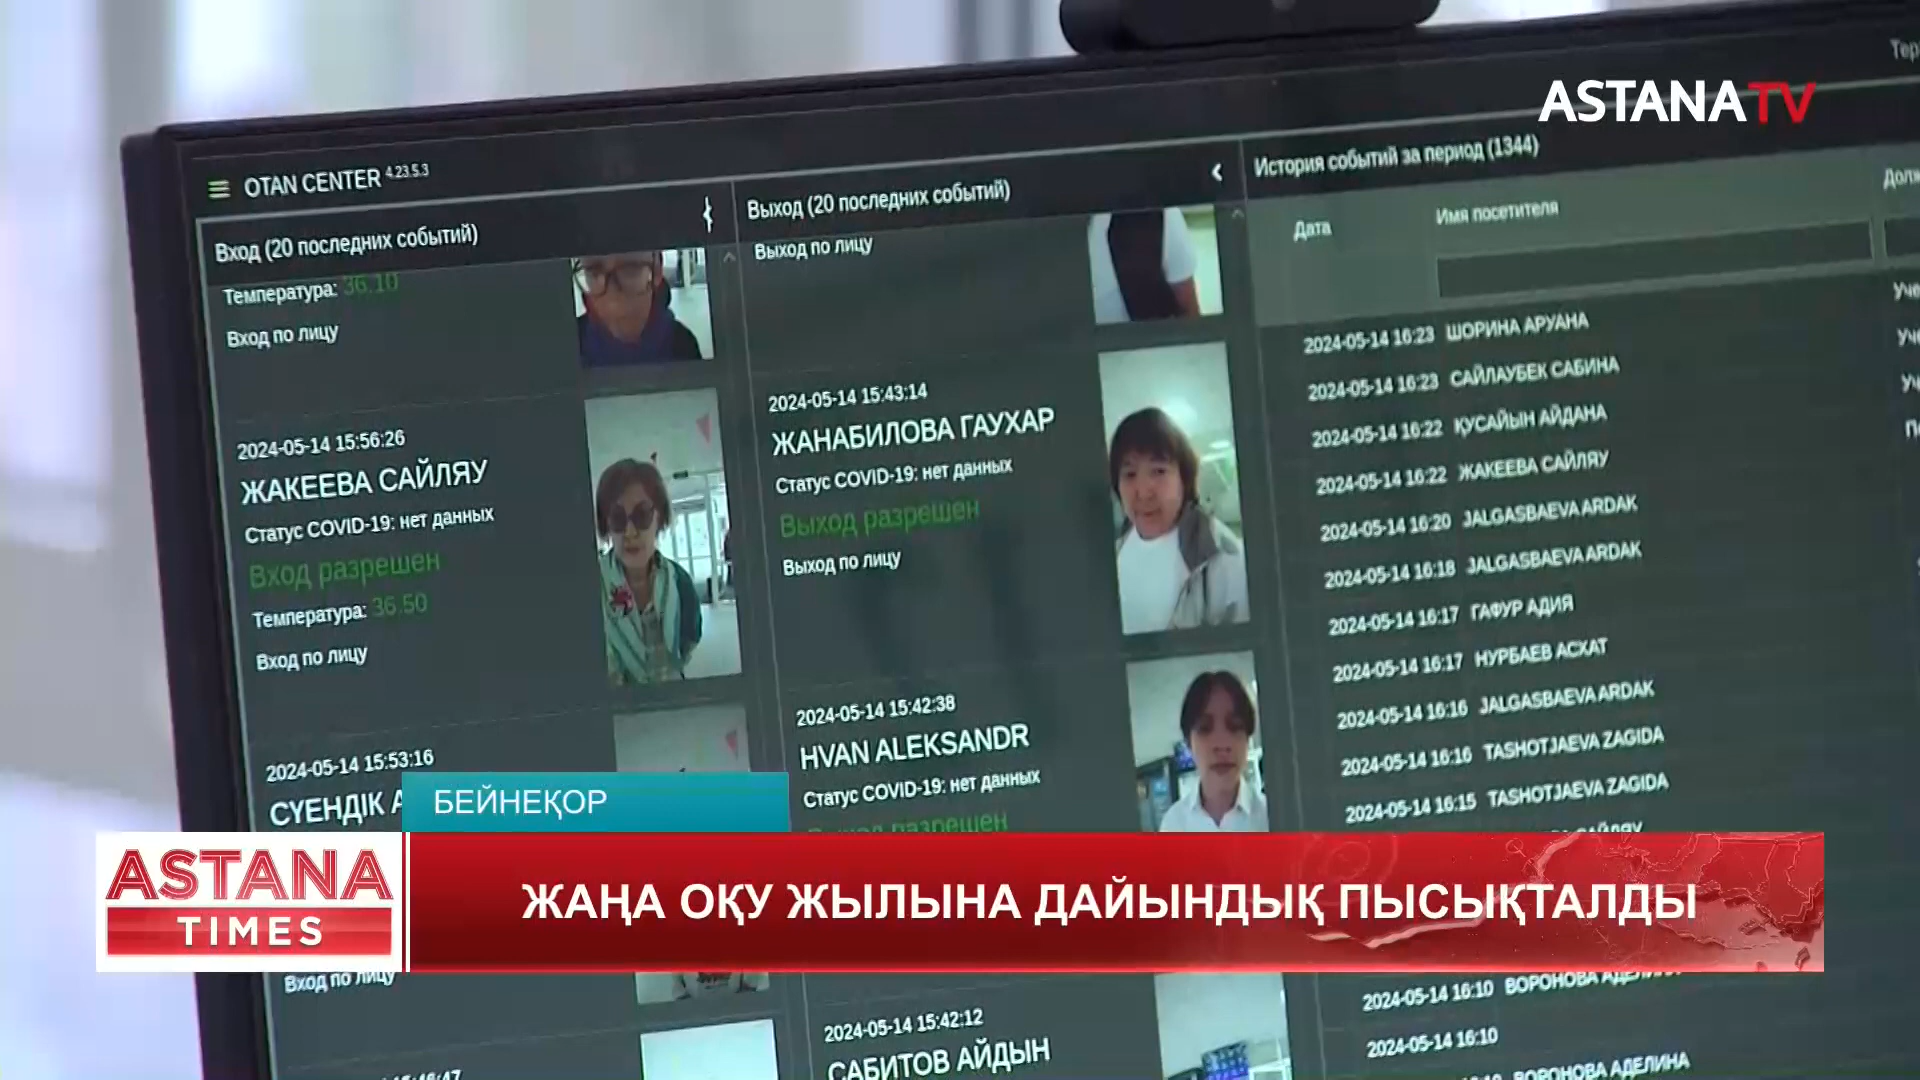 ASTANA TV
OTAN CENTER 4.23.5.3
Вход (20 последних событий)
Температура: 36.10
Вход по лицу
2024-05-14 15:56:26
ЖАКЕЕВА САЙЛЯУ
Статус COVID-19: нет данных
Вход разрешен
Температура: 36.50
Вход по лицу
2024-05-14 15:53:16
СҮЕНДІК
Вход по лицу
Выход (20 последних событий)
Выход по лицу
2024-05-14 15:43:14
ЖАНАБИЛОВА ГАУХАР
Статус COVID-19: нет данных
Выход разрешен
Выход по лицу
2024-05-14 15:42:38
HVAN ALEKSANDR
Статус COVID-19: нет данных
Выход разрешен
2024-05-14 15:42:12
САБИТОВ АЙДЫН
История событий за период (1344)
Дата Имя посетителя
2024-05-14 16:23 ШОРИНА АРУАНА
2024-05-14 16:23 САЙЛАУБЕК САБИНА
2024-05-14 16:22 ҚУСАЙЫН АЙДАНА
2024-05-14 16:22 ЖАКЕЕВА САЙЛЯУ
2024-05-14 16:20 JALGASBAEVA ARDAK
2024-05-14 16:18 JALGASBAEVA ARDAK
2024-05-14 16:17 ГАФУР АДИЯ
2024-05-14 16:17 НУРБАЕВ АСХАТ
2024-05-14 16:16 JALGASBAEVA ARDAK
2024-05-14 16:16 TASHOTJAEVA ZAGIDA
2024-05-14 16:15 TASHOTJAEVA ZAGIDA
2024-05-14 16:10 ВОРОНОВА АДЕЛИНА
2024-05-14 16:10
ВОРОНОВА АДЕЛИНА
БЕЙНЕҚОР
ASTANA
TIMES
ЖАҢА ОҚУ ЖЫЛЫНА ДАЙЫНДЫҚ ПЫСЫҚТАЛДЫ